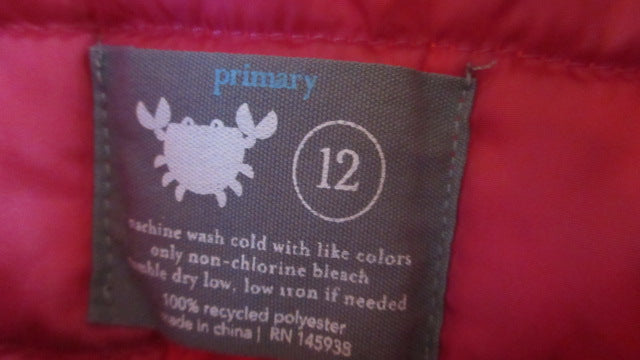 primary
12
machine wash cold with like colors
only non-chlorine bleach
tumble dry low, low iron if needed
100% recycled polyester
made in china | RN 145938